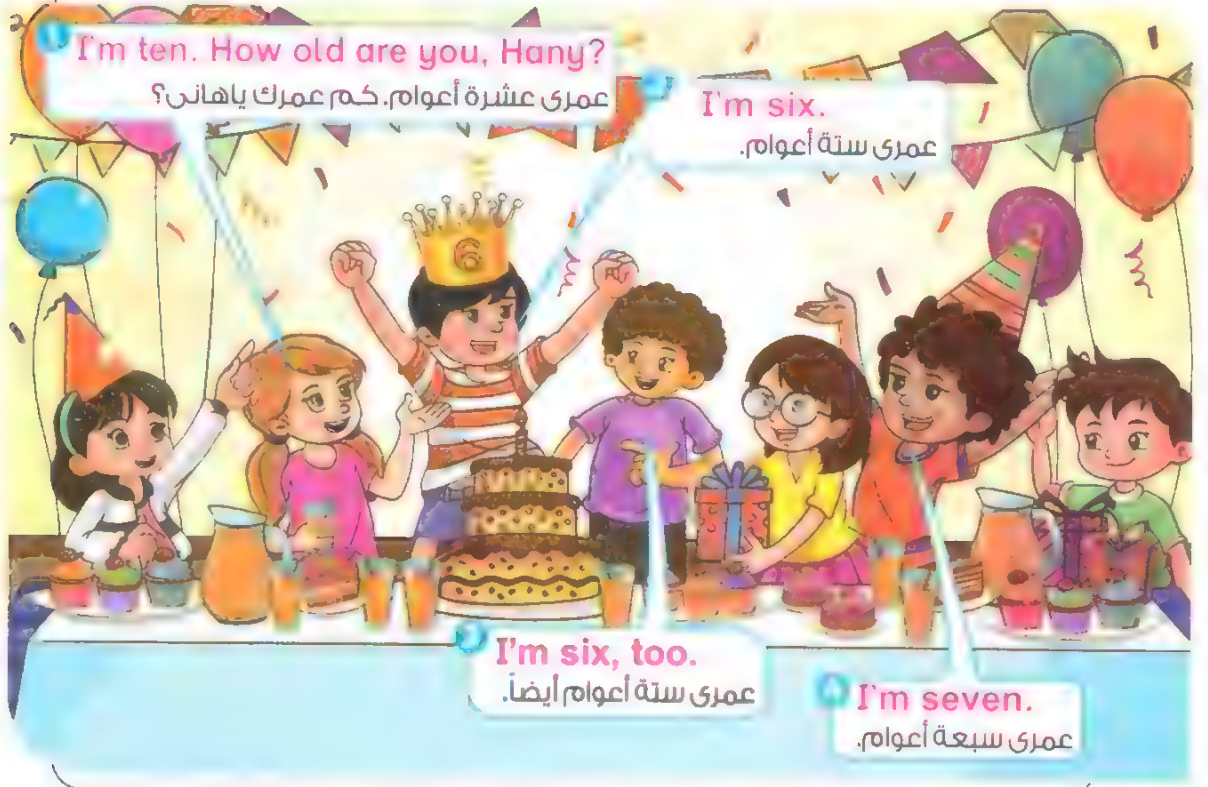 I'm ten. How old are you, Hany?
عمرى عشرة أعوام. كم عمرك ياهانى؟
I'm six.
عمرى ستة أعوام.
6
I'm six, too.
عمرى ستة أعوام أيضاً.
I'm seven.
عمرى سبعة أعوام.